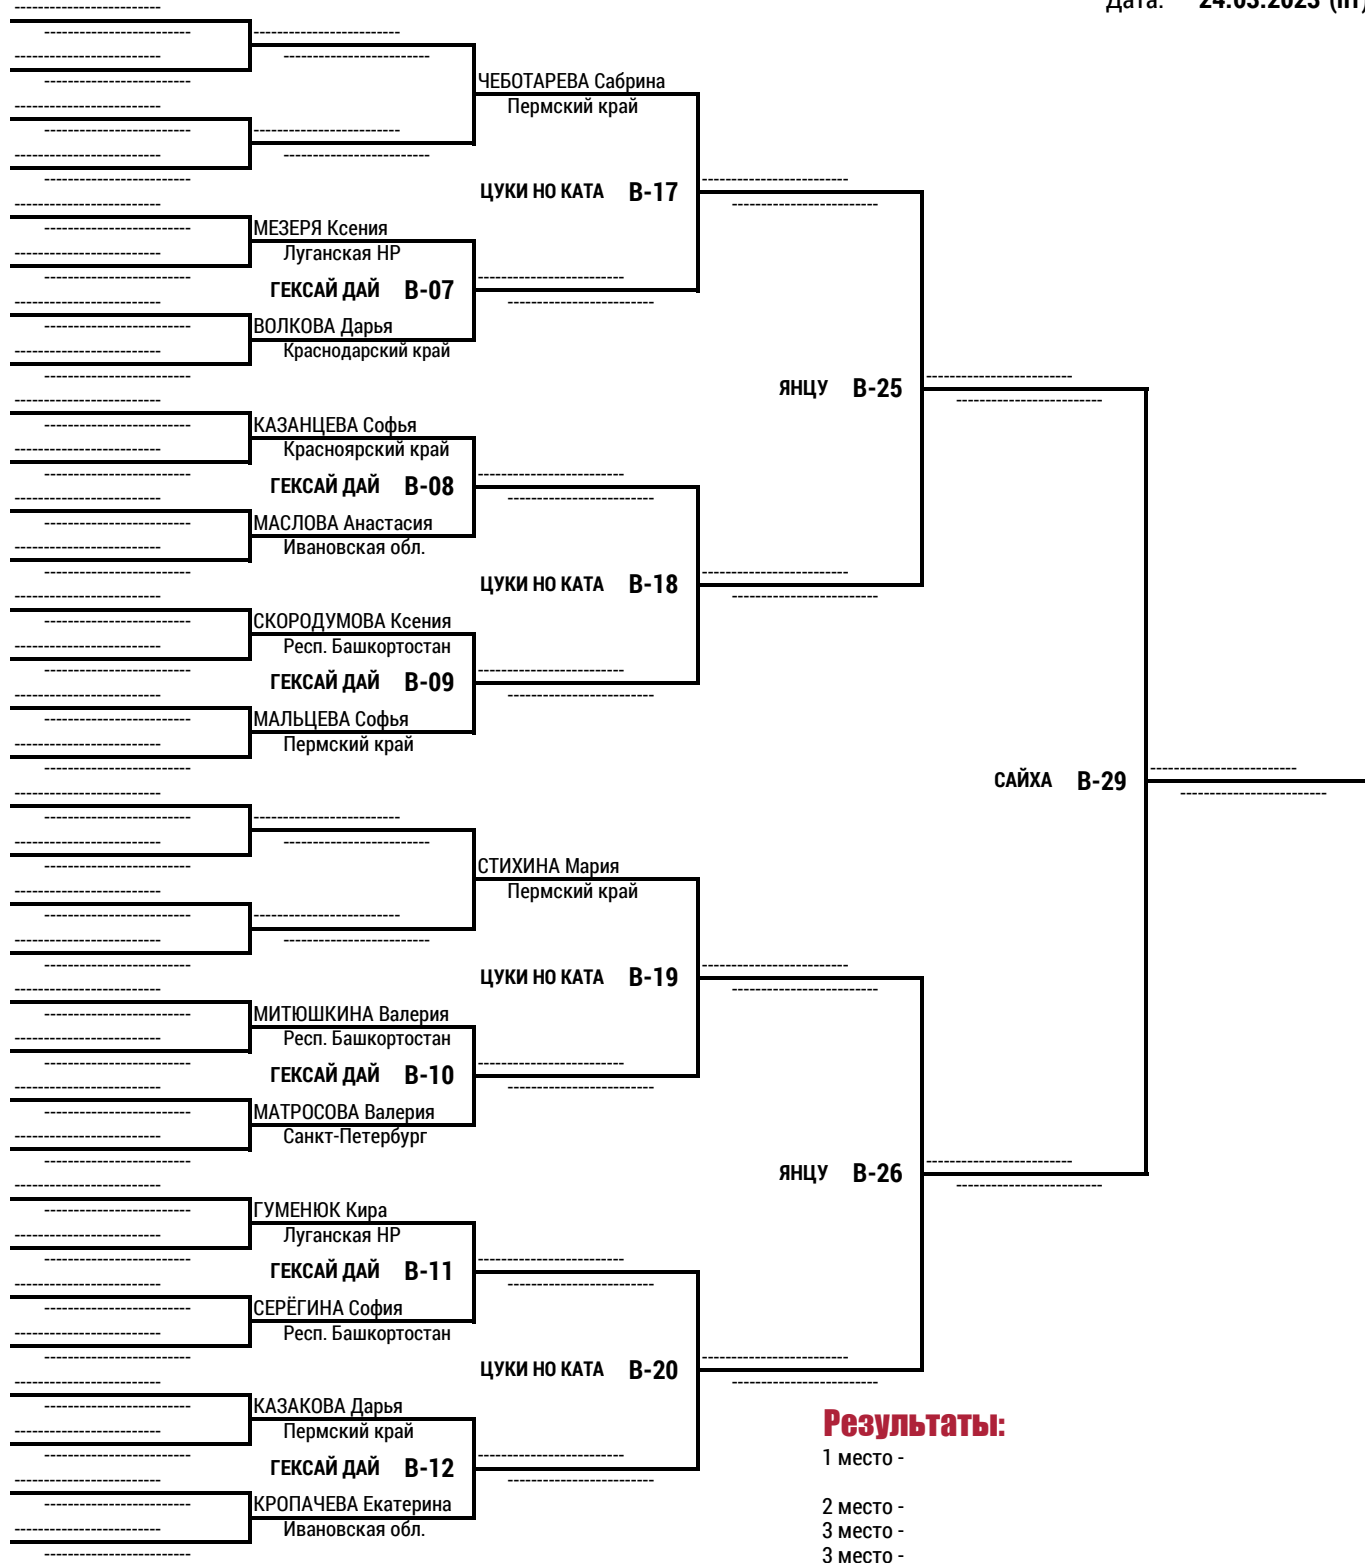 Дата: 24.03.2023 (пт)
ЧЕБОТАРЕВА Сабрина
Пермский край
ЦУКИ НО КАТА B-17
МЕЗЕРЯ Ксения
Луганская НР
ГЕКСАЙ ДАЙ B-07
ВОЛКОВА Дарья
Краснодарский край
ЯНЦУ B-25
КАЗАНЦЕВА Софья
Красноярский край
ГЕКСАЙ ДАЙ B-08
МАСЛОВА Анастасия
Ивановская обл.
ЦУКИ НО КАТА B-18
СКОРОДУМОВА Ксения
Респ. Башкортостан
ГЕКСАЙ ДАЙ B-09
МАЛЬЦЕВА Софья
Пермский край
САЙХА B-29
СТИХИНА Мария
Пермский край
ЦУКИ НО КАТА B-19
МИТЮШКИНА Валерия
Респ. Башкортостан
ГЕКСАЙ ДАЙ B-10
МАТРОСОВА Валерия
Санкт-Петербург
ЯНЦУ B-26
ГУМЕНЮК Кира
Луганская НР
ГЕКСАЙ ДАЙ B-11
СЕРЁГИНА София
Респ. Башкортостан
ЦУКИ НО КАТА B-20
КАЗАКОВА Дарья
Пермский край
ГЕКСАЙ ДАЙ B-12
КРОПАЧЕВА Екатерина
Ивановская обл.
Результаты:
1 место -
2 место -
3 место -
3 место -